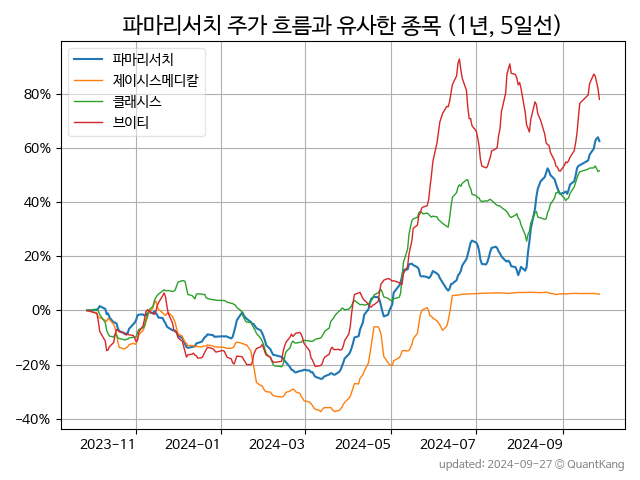 파마리서치 주가 흐름과 유사한 종목 (1년, 5일선)
파마리서치
제이시스메디칼
클래시스
브이티
80%
60%
40%
20%
0%
−20%
−40%
2023-11 2024-01 2024-03 2024-05 2024-07 2024-09
updated: 2024-09-27 © QuantKang